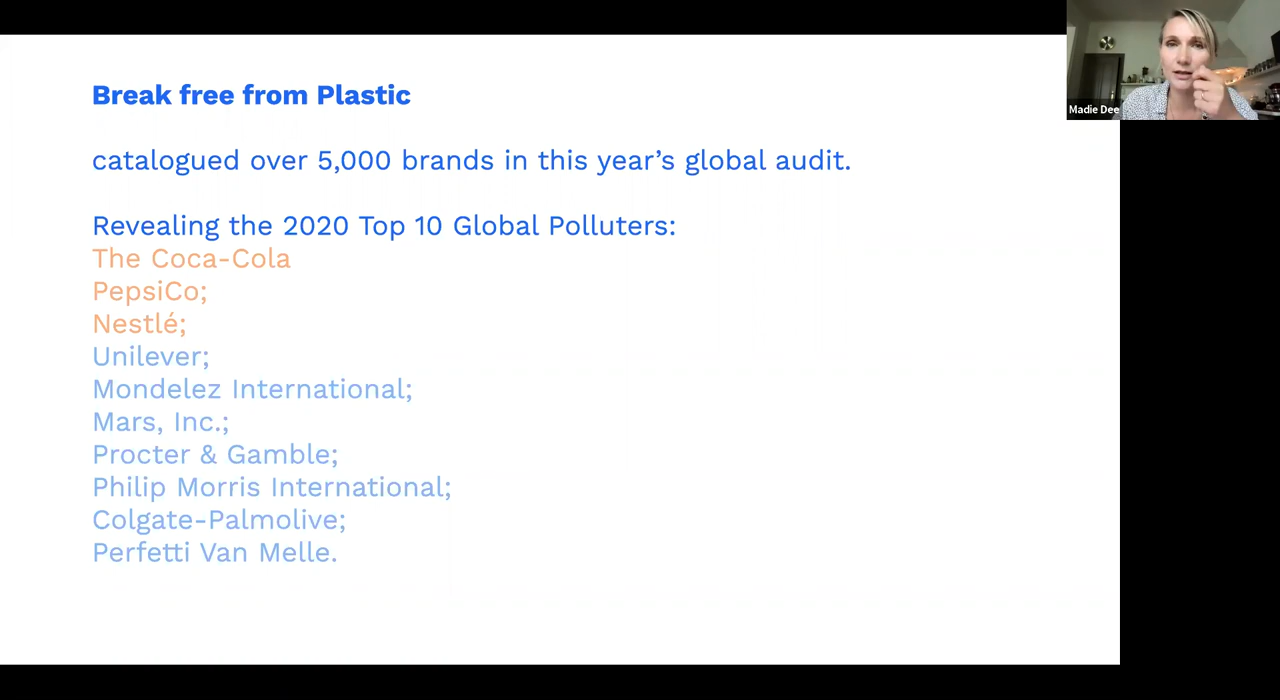 Break free from Plastic
catalogued over 5,000 brands in this year’s global audit.
Revealing the 2020 Top 10 Global Polluters:
The Coca-Cola
PepsiCo;
Nestlé;
Unilever;
Mondelez International;
Mars, Inc.;
Procter & Gamble;
Philip Morris International;
Colgate-Palmolive;
Perfetti Van Melle.
Madie Dee